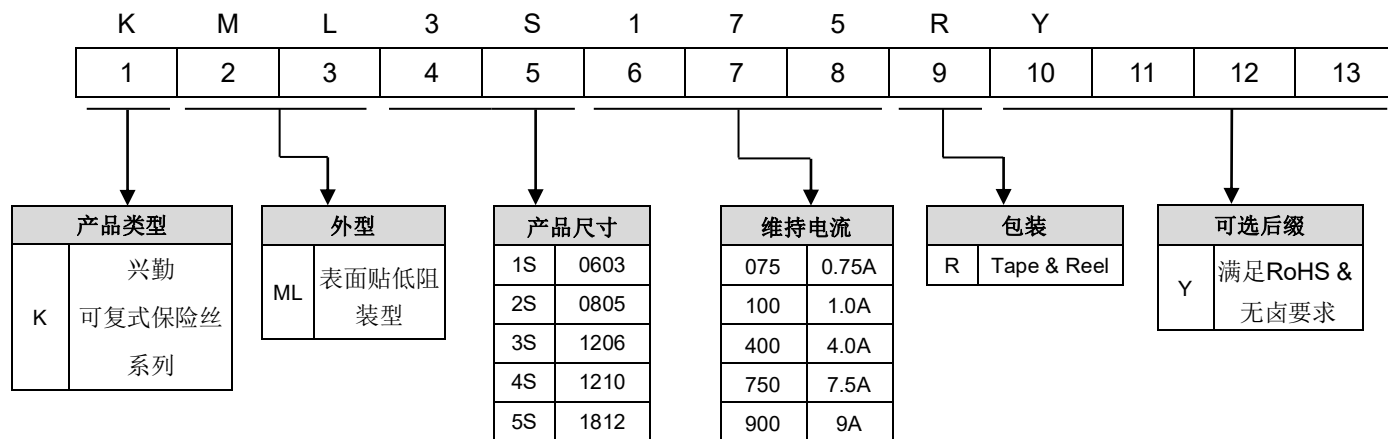 K M L 3 S 1 7 5 R Y
1 2 3 4 5 6 7 8 9 10 11 12 13
产品类型
K 兴勤
可复式保险丝
系列
外型
ML 表面贴低阻
装型
产品尺寸
1S 0603
2S 0805
3S 1206
4S 1210
5S 1812
维持电流
075 0.75A
100 1.0A
400 4.0A
750 7.5A
900 9A
包装
R Tape & Reel
可选后缀
Y 满足RoHS &
无卤要求